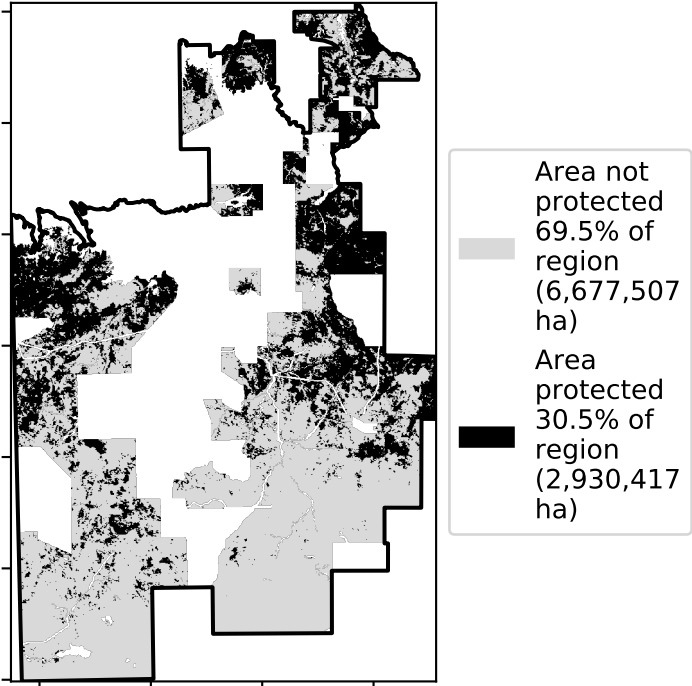 Area not
protected
69.5% of
region
(6,677,507
ha)
Area
protected
30.5% of
region
(2,930,417
ha)